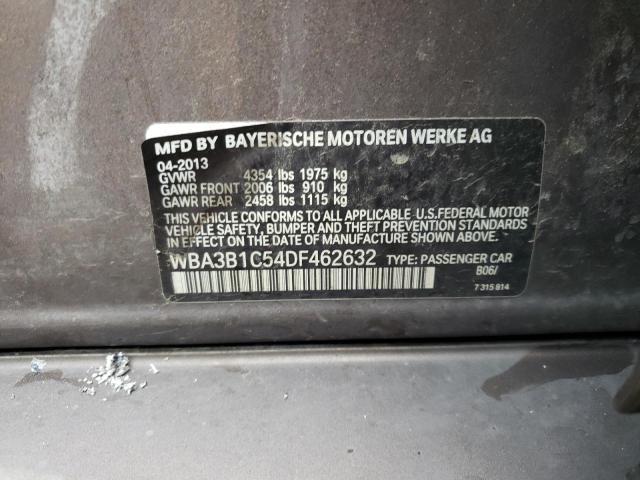 MFD BY BAYERISCHE MOTOREN WERKE AG
04-2013
GVWR 4354 lbs 1975 kg
GAWR FRONT 2006 lbs 910 kg
GAWR REAR 2458 lbs 1115 kg
THIS VEHICLE CONFORMS TO ALL APPLICABLE U.S.FEDERAL MOTOR
VEHICLE SAFETY, BUMPER AND THEFT PREVENTION STANDARDS
IN EFFECT ON THE DATE OF MANUFACTURE SHOWN ABOVE.
WBA3B1C54DF462632 TYPE: PASSENGER CAR
B06/
7 315 814